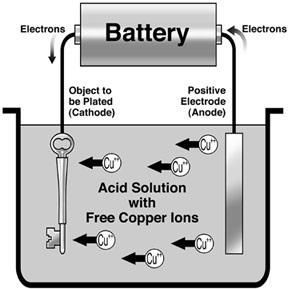 Electrons
Battery
Electrons
Object to
be Plated
(Cathode)
Positive
Electrode
(Anode)
Cu++
Cu++
Cu++
Cu++
Acid Solution
with
Free Copper Ions
Cu++
Cu++
Cu++